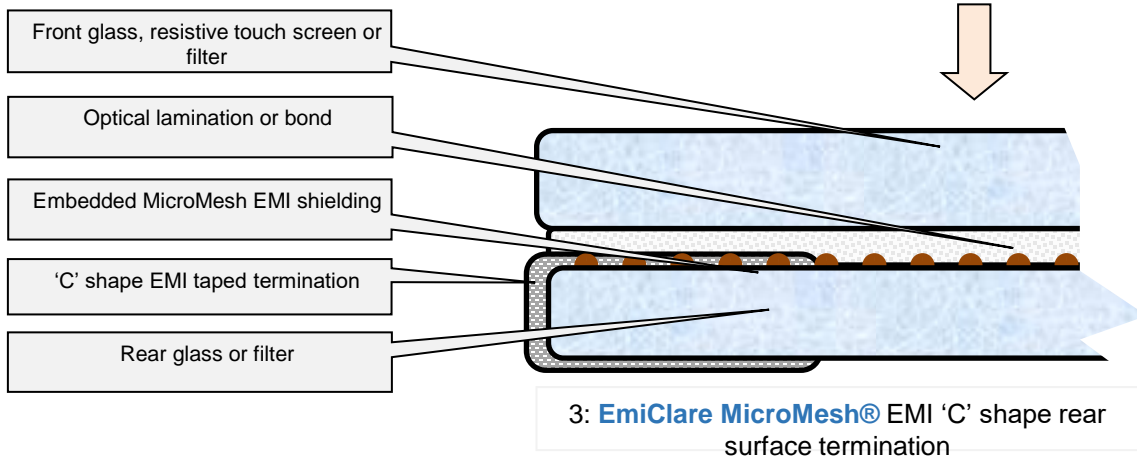 Front glass, resistive touch screen or
filter
Optical lamination or bond
Embedded MicroMesh EMI shielding
‘C’ shape EMI taped termination
Rear glass or filter
3: EmiClare MicroMesh® EMI ‘C’ shape rear
surface termination